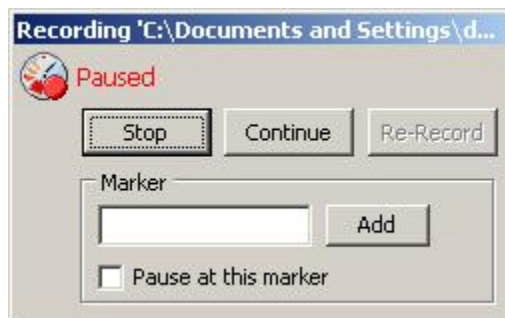 Recording 'C:\Documents and Settings\d...
Paused
Stop Continue Re-Record
Marker
Add
Pause at this marker